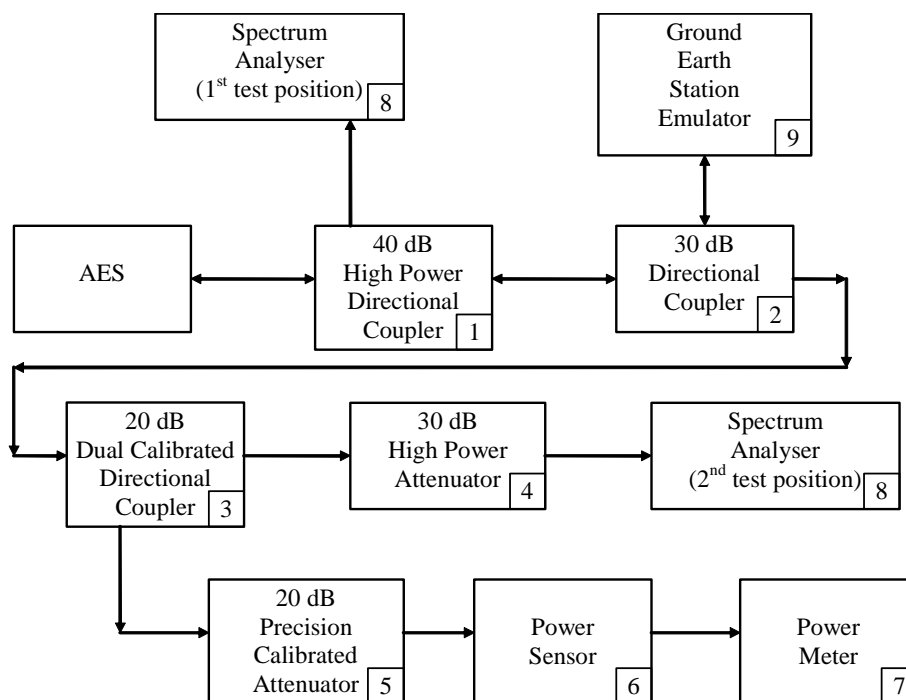 Spectrum
Analyser
(1st test position)
8
Ground
Earth
Station
Emulator
9
AES
40 dB
High Power
Directional
Coupler
1
30 dB
Directional
Coupler
2
20 dB
Dual Calibrated
Directional
Coupler
3
30 dB
High Power
Attenuator
4
Spectrum
Analyser
(2nd test position)
8
20 dB
Precision
Calibrated
Attenuator
5
Power
Sensor
6
Power
Meter
7